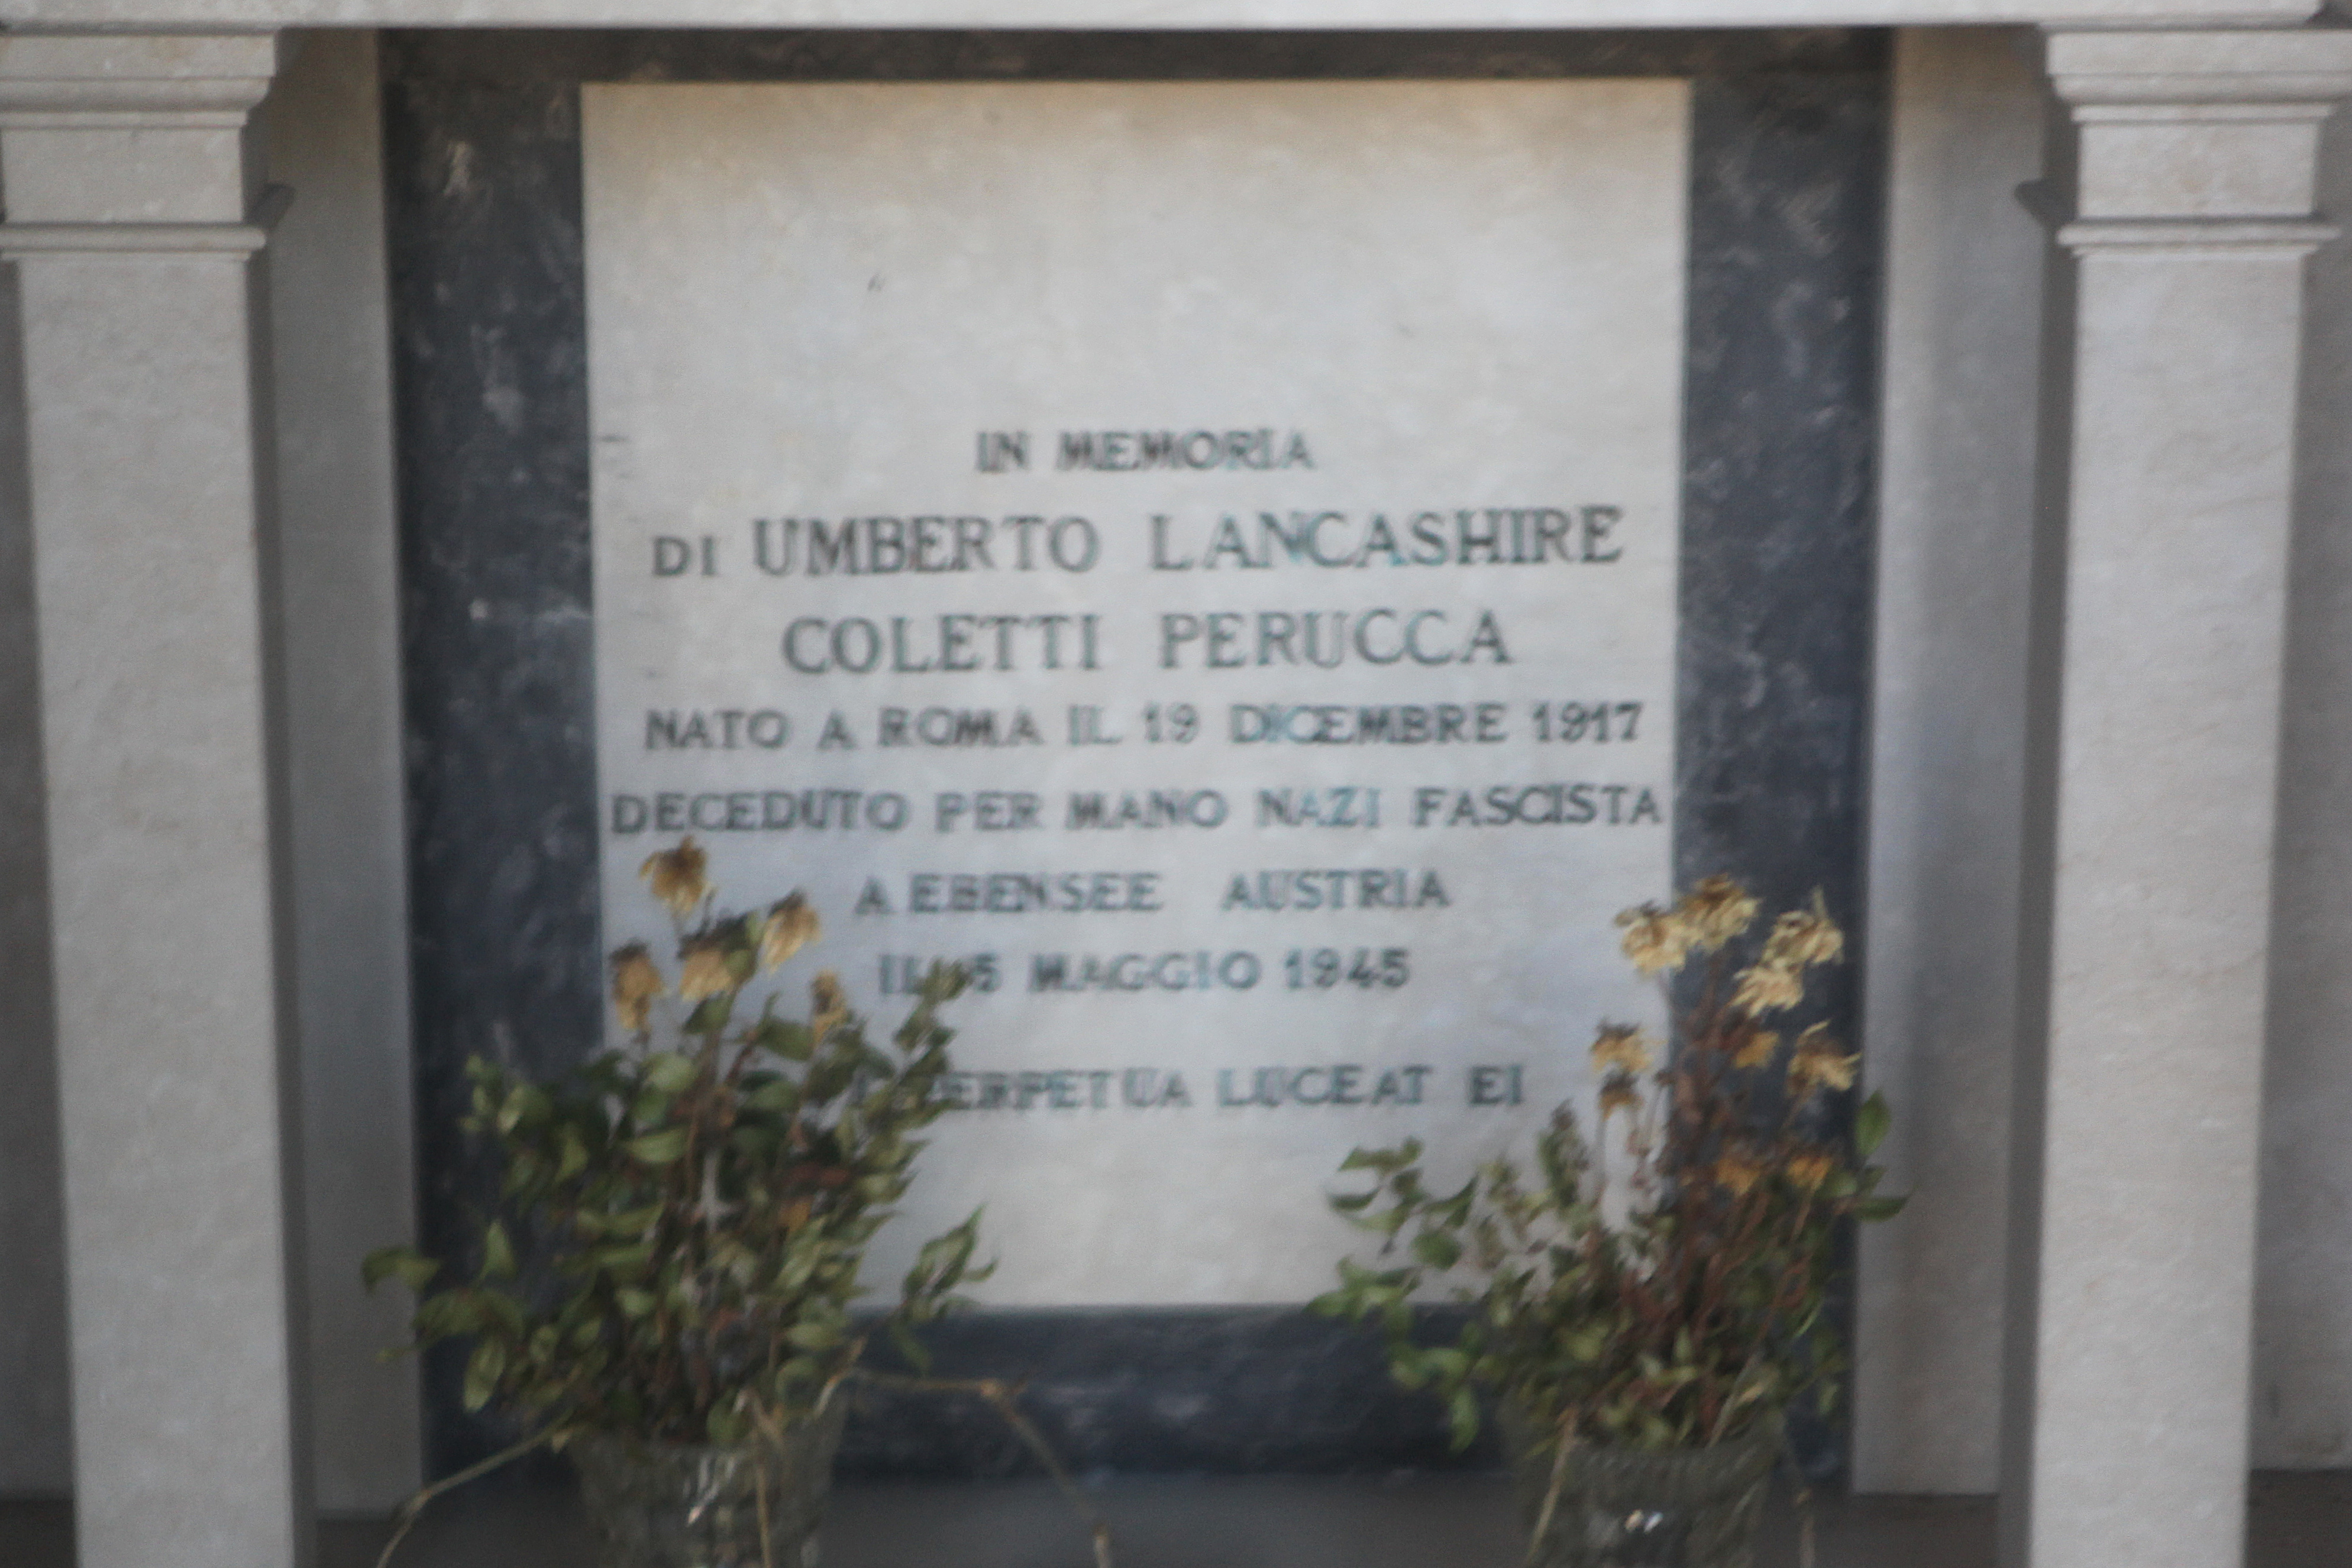 IN MEMORIA
DI UMBERTO LANCASHIRE
COLETTI PERUCCA
NATO A ROMA IL 19 DICEMBRE 1917
DECEDUTO PER MANO NAZI FASCISTA
A EBENSEE AUSTRIA
IL MAGGIO 1945
LUCEAT EI